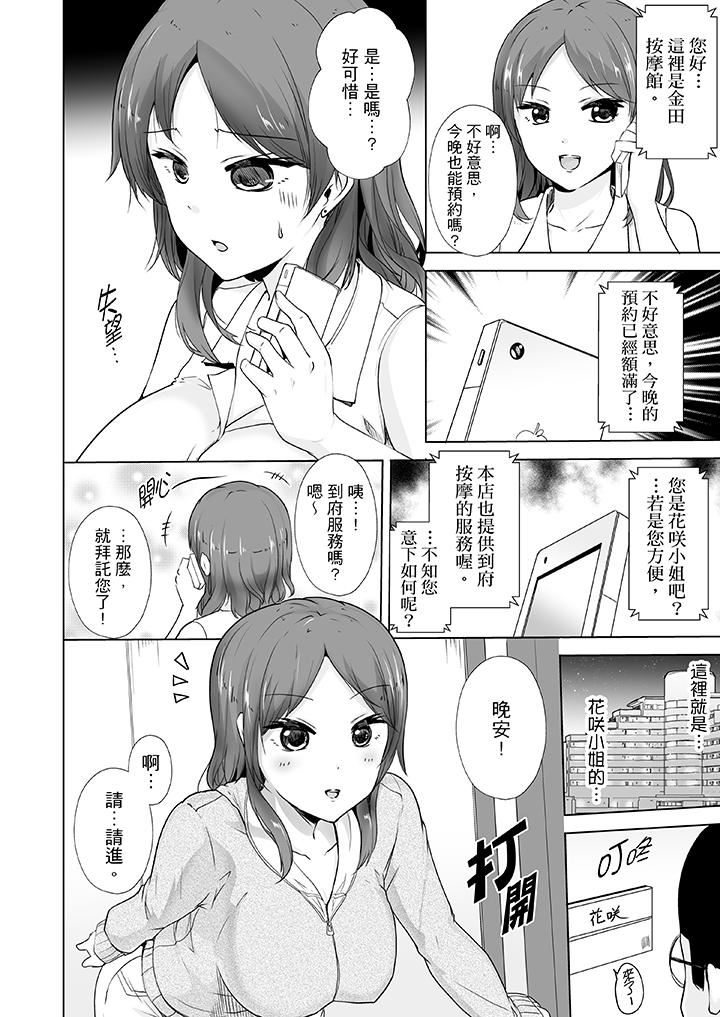 您好…
這裡是金田
按摩館。
啊…
不好意思，
今晚也能預約嗎？
不好意思，今晚的
預約已經額滿了…
是…是嗎…？
好可惜…
失望…
您是花咲小姐吧？
…若是您方便，
本店也提供到府
按摩的服務喔。
…不知您
意下如何呢？
咦…！
到府服務嗎？
嗯～
開心
…那麼，
就拜託您了！
這裡就是…
花咲小姐的…
叮咚
花咲
來了ー
打開
晚安！
啊…
請…請進。